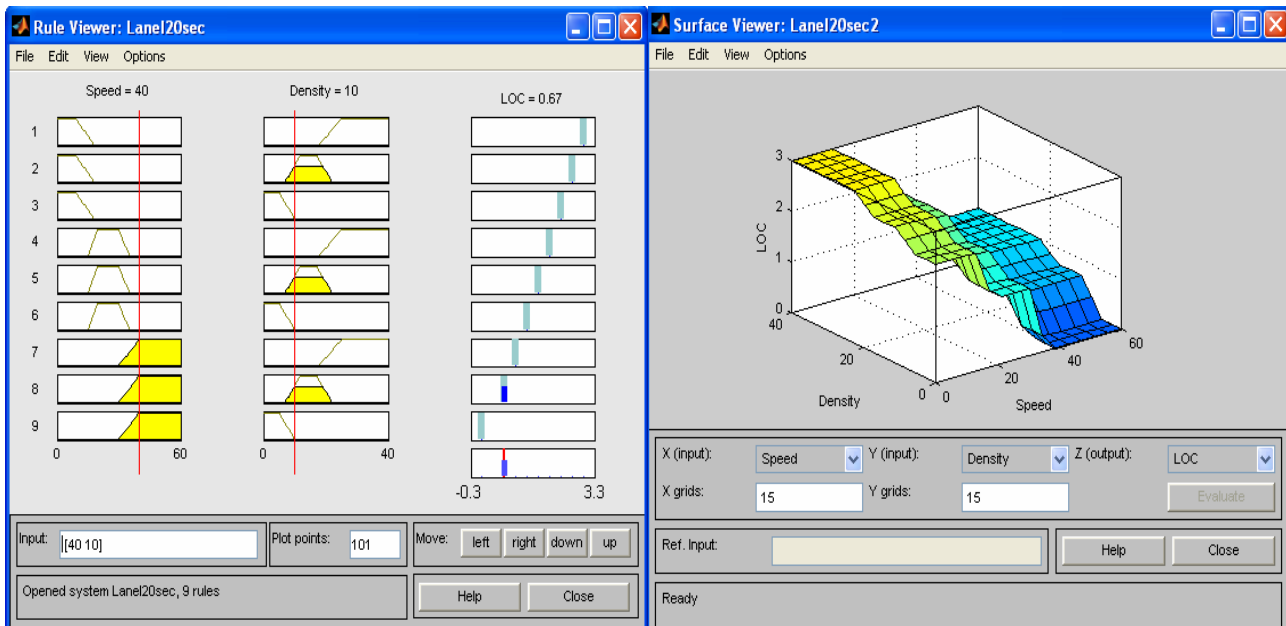 Rule Viewer: Lanel20sec
File Edit View Options
Speed = 40
Density = 10
LOC = 0.67
1
2
3
4
5
6
7
8
9
0 60
0 40
-0.3 3.3
Input: [40 10]
Plot points: 101
Move: left right down up
Opened system Lanel20sec, 9 rules
Help Close
Surface Viewer: Lanel20sec2
File Edit View Options
3
2
1
0
LOC
40
20
0
Density
0
20
40
60
Speed
X (input): Speed Y (input): Density Z (output): LOC
X grids: 15 Y grids: 15 Evaluate
Ref. Input:
Help Close
Ready